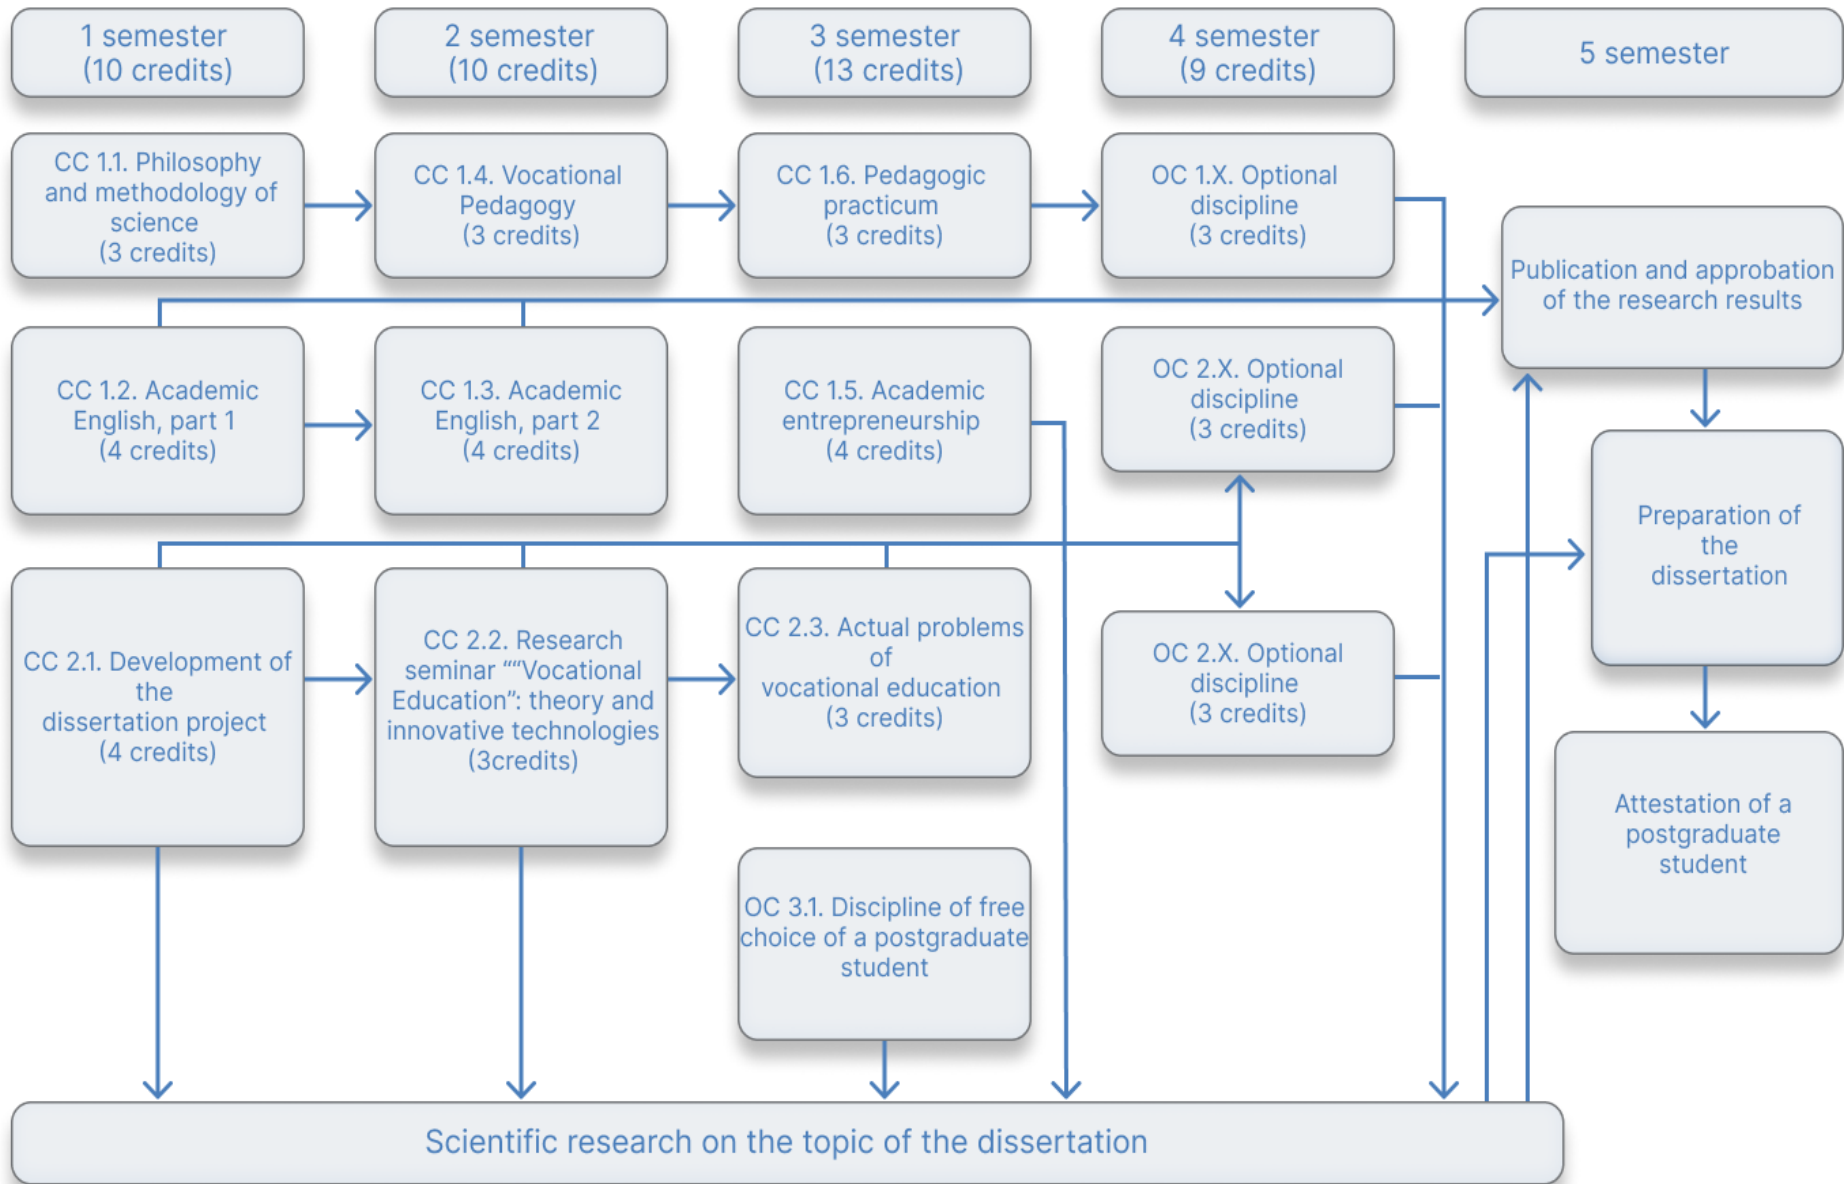 1 semester
(10 credits)
2 semester
(10 credits)
3 semester
(13 credits)
4 semester
(9 credits)
5 semester
CC 1.1. Philosophy
and methodology of
science
(3 credits)
CC 1.4. Vocational
Pedagogy
(3 credits)
CC 1.6. Pedagogic
practicum
(3 credits)
OC 1.X. Optional
discipline
(3 credits)
Publication and approbation
of the research results
CC 1.2. Academic
English, part 1
(4 credits)
CC 1.3. Academic
English, part 2
(4 credits)
CC 1.5. Academic
entrepreneurship
(4 credits)
OC 2.X. Optional
discipline
(3 credits)
Preparation of
the
dissertation
CC 2.1. Development of
the
dissertation project
(4 credits)
CC 2.2. Research
seminar ““Vocational
Education”: theory and
innovative technologies
(3credits)
CC 2.3. Actual problems
of
vocational education
(3 credits)
OC 2.X. Optional
discipline
(3 credits)
Attestation of a
postgraduate
student
OC 3.1. Discipline of free
choice of a postgraduate
student
Scientific research on the topic of the dissertation